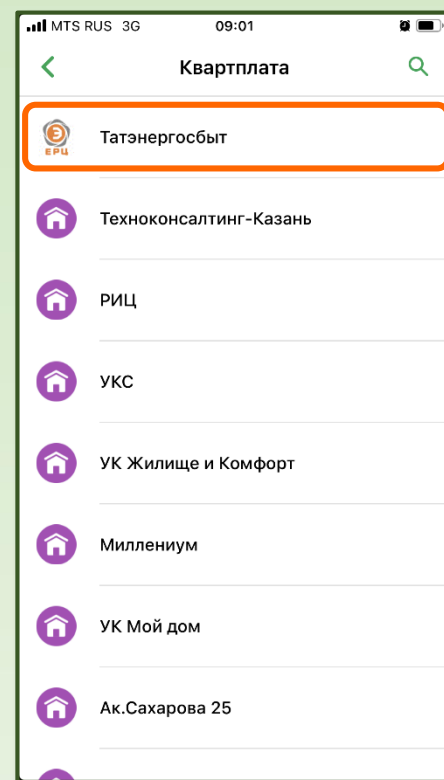 MTS RUS 3G 09:01
Квартплата
Э
ЕРЦ
Татэнергосбыт
Техноконсалтинг-Казань
РИЦ
УКС
УК Жилище и Комфорт
Миллениум
УК Мой дом
Ак.Сахарова 25